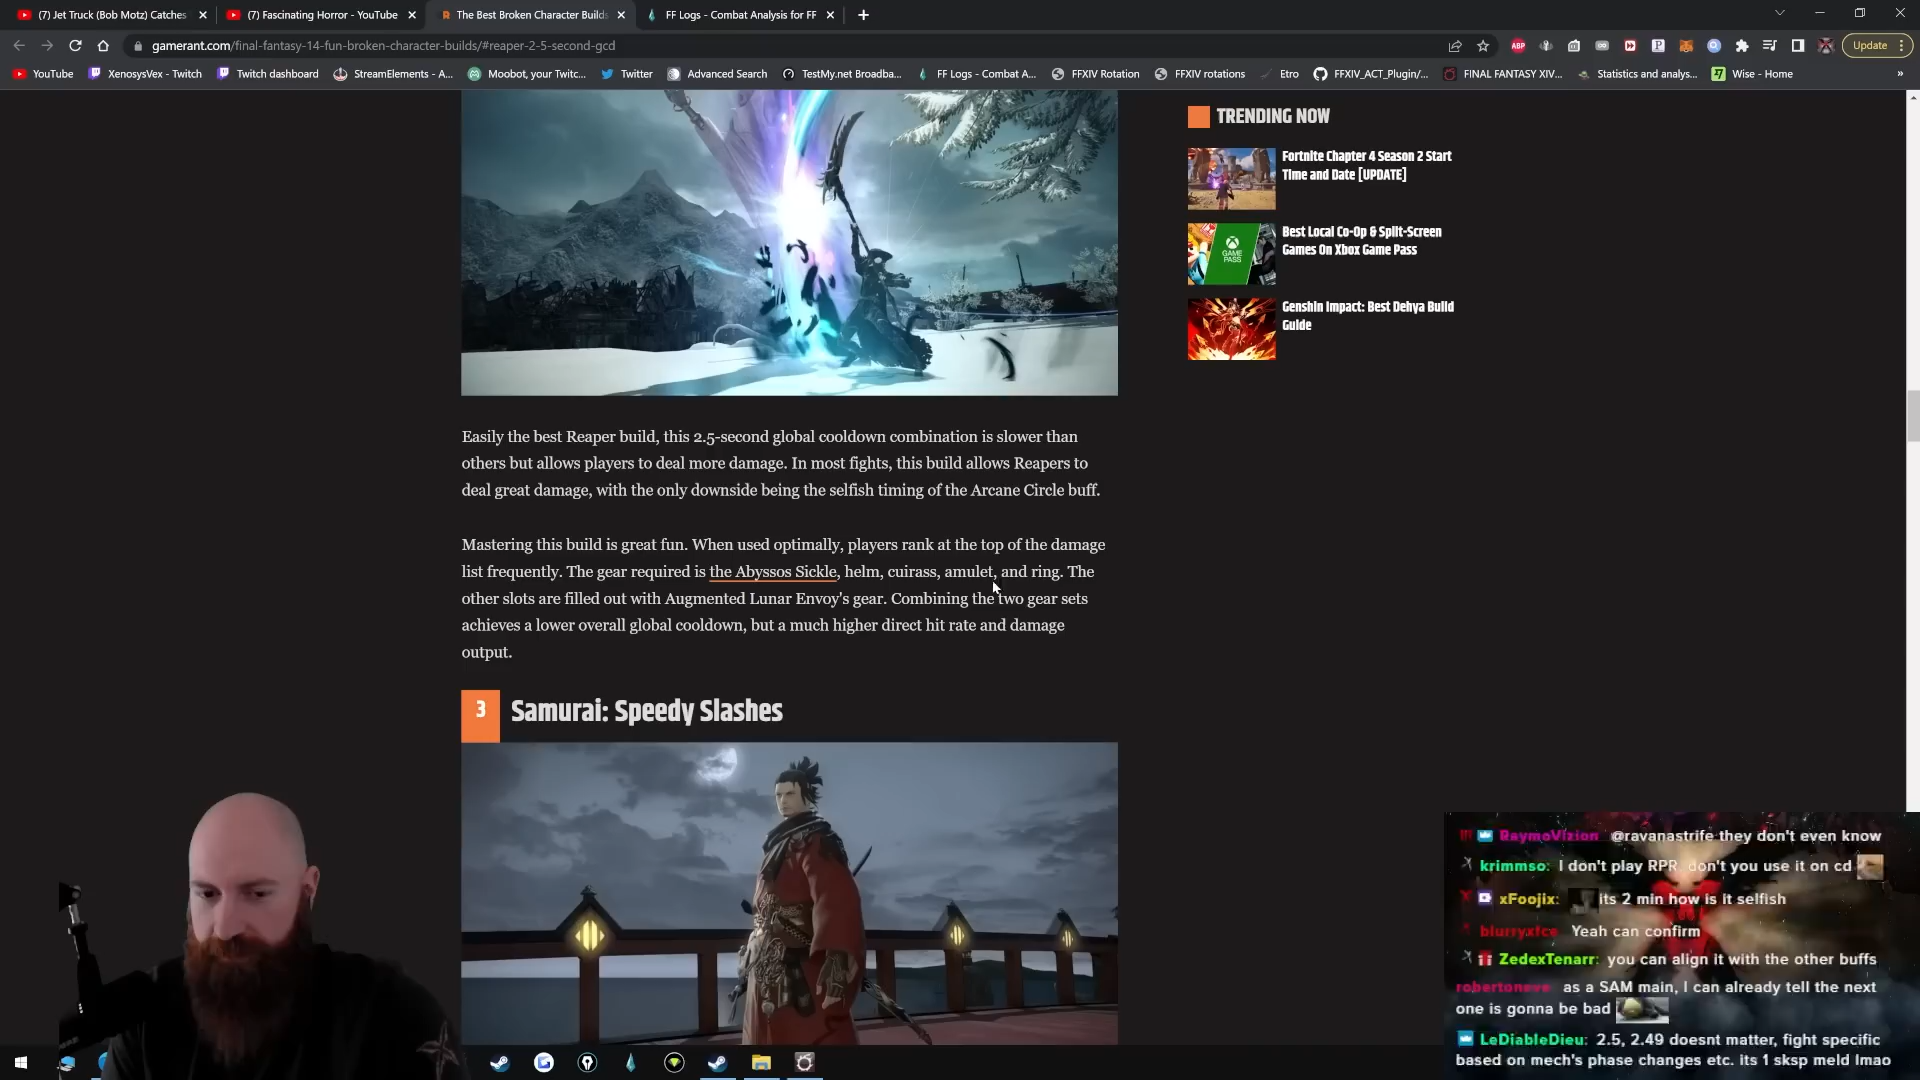 (7) Jet Truck (Bob Motz) Catches
(7) Fascinating Horror - YouTube
The Best Broken Character Builds
FF Logs - Combat Analysis for FF
gamerant.com/final-fantasy-14-fun-broken-character-builds/#reaper-2-5-second-gcd
ABP
Update
YouTube
XenosysVex - Twitch
Twitch dashboard
StreamElements - A...
Moobot, your Twitc...
Twitter
Advanced Search
TestMy.net Broadba...
FF Logs - Combat A...
FFXIV Rotation
FFXIV rotations
Etro
FFXIV_ACT_Plugin/...
FINAL FANTASY XIV...
Statistics and analys...
Wise - Home
»
TRENDING NOW
Fortnite Chapter 4 Season 2 Start
Time and Date [UPDATE]
GAME
PASS
Best Local Co-Op & Split-Screen
Games On Xbox Game Pass
Genshin Impact: Best Dehya Build
Guide
Easily the best Reaper build, this 2.5-second global cooldown combination is slower than
others but allows players to deal more damage. In most fights, this build allows Reapers to
deal great damage, with the only downside being the selfish timing of the Arcane Circle buff.
Mastering this build is great fun. When used optimally, players rank at the top of the damage
list frequently. The gear required is the Abyssos Sickle, helm, cuirass, amulet, and ring. The
other slots are filled out with Augmented Lunar Envoy's gear. Combining the two gear sets
achieves a lower overall global cooldown, but a much higher direct hit rate and damage
output.
3 Samurai: Speedy Slashes
RaymoVizion @ravanastrife they don't even know
krimmso: I don't play RPR, don't you use it on cd
xFoojix: its 2 min how is it selfish
blurryxfce Yeah can confirm
ZedexTenarr: you can align it with the other buffs
as a SAM main, I can already tell the next
one is gonna be bad
LeDiableDieu: 2.5, 2.49 doesnt matter, fight specific
based on mech's phase changes etc. its 1 sksp meld lmao